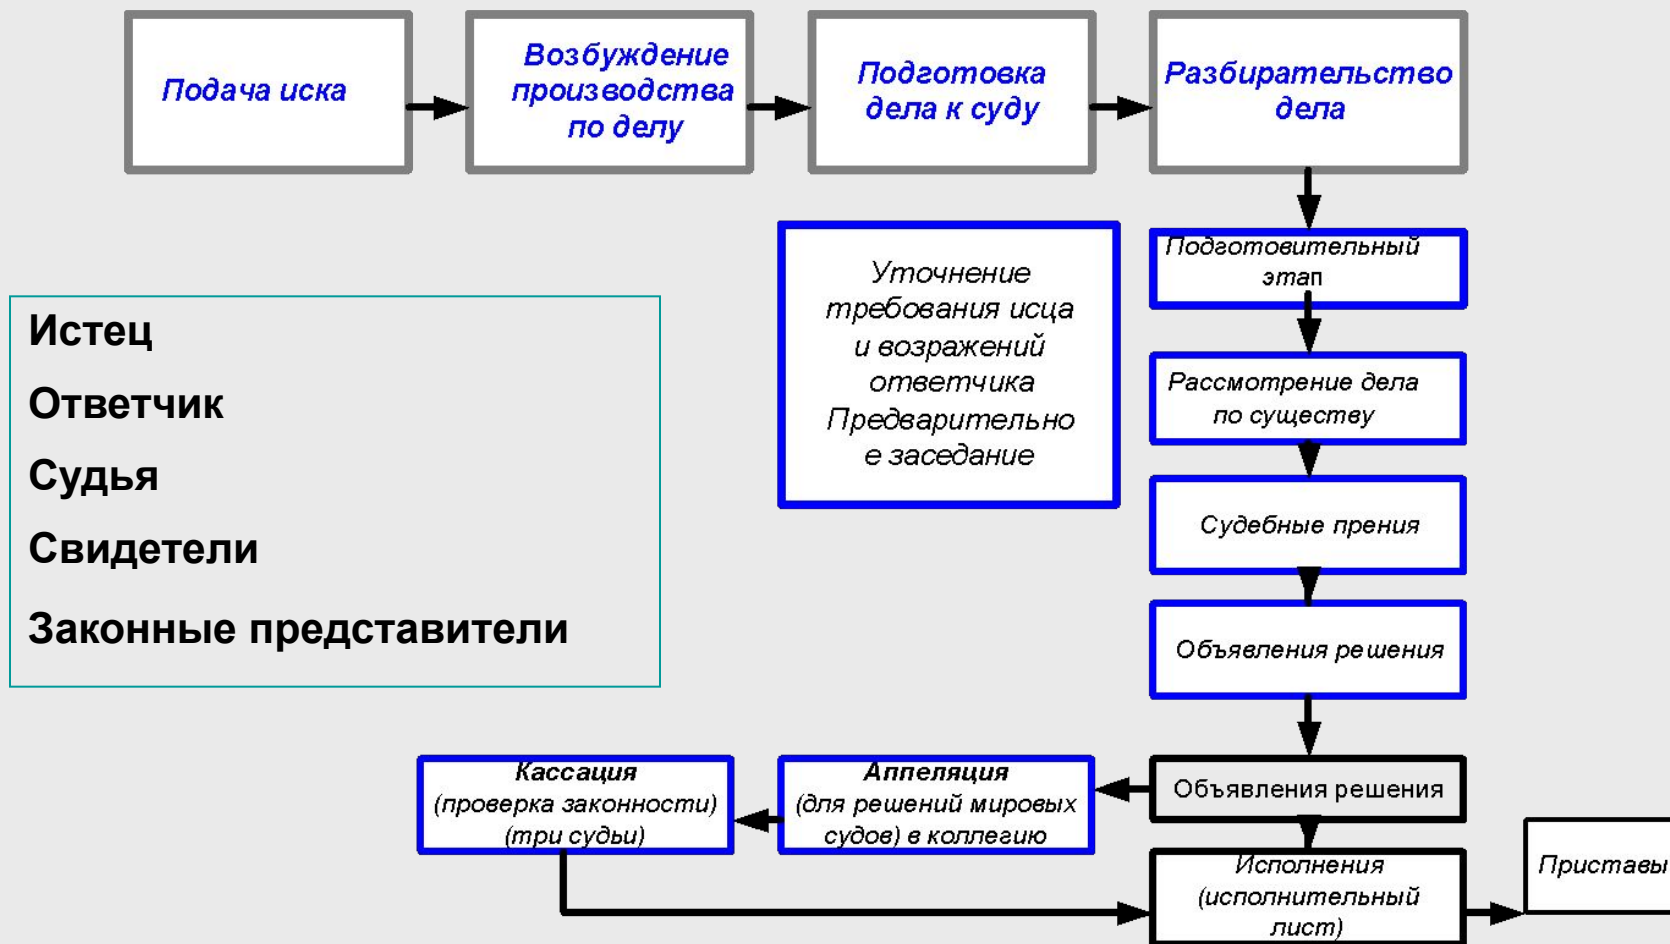 Подача иска
Возбуждение
производства
по делу
Подготовка
дела к суду
Разбирательство
дела
Уточнение
требования исца
и возражений
ответчика
Предварительно
е заседание
Подготовительный
этап
Рассмотрение дела
по существу
Судебные прения
Объявления решения
Истец
Ответчик
Судья
Свидетели
Законные представители
Кассация
(проверка законности)
(три судьи)
Аппеляция
(для решений мировых
судов) в коллегию
Объявления решения
Исполнения
(исполнительный
лист)
Приставы